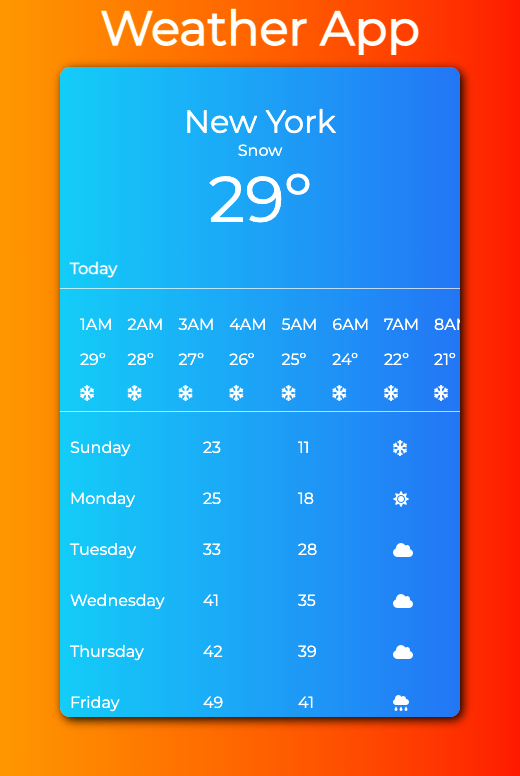 Weather App
New York
Snow
29°
Today
1AM 2AM 3AM 4AM 5AM 6AM 7AM 8AM
29° 28° 27° 26° 25° 24° 22° 21°
Sunday 23 11
Monday 25 18
Tuesday 33 28
Wednesday 41 35
Thursday 42 39
Friday 49 41